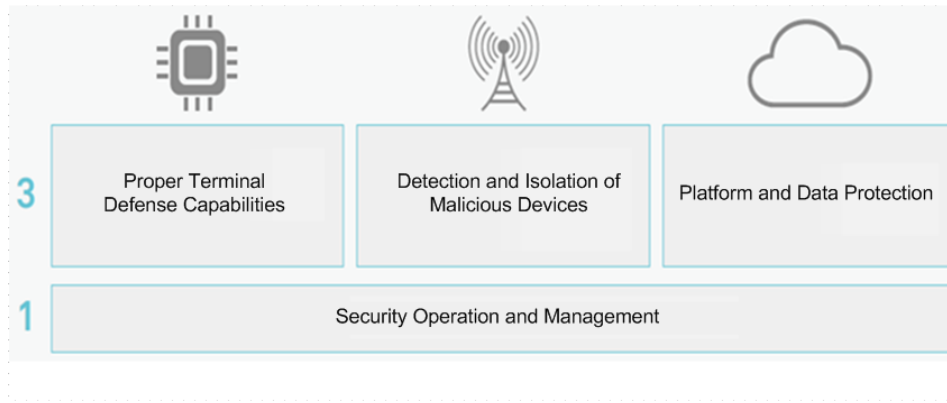 3
Proper Terminal
Defense Capabilities
Detection and Isolation of
Malicious Devices
Platform and Data Protection
1
Security Operation and Management